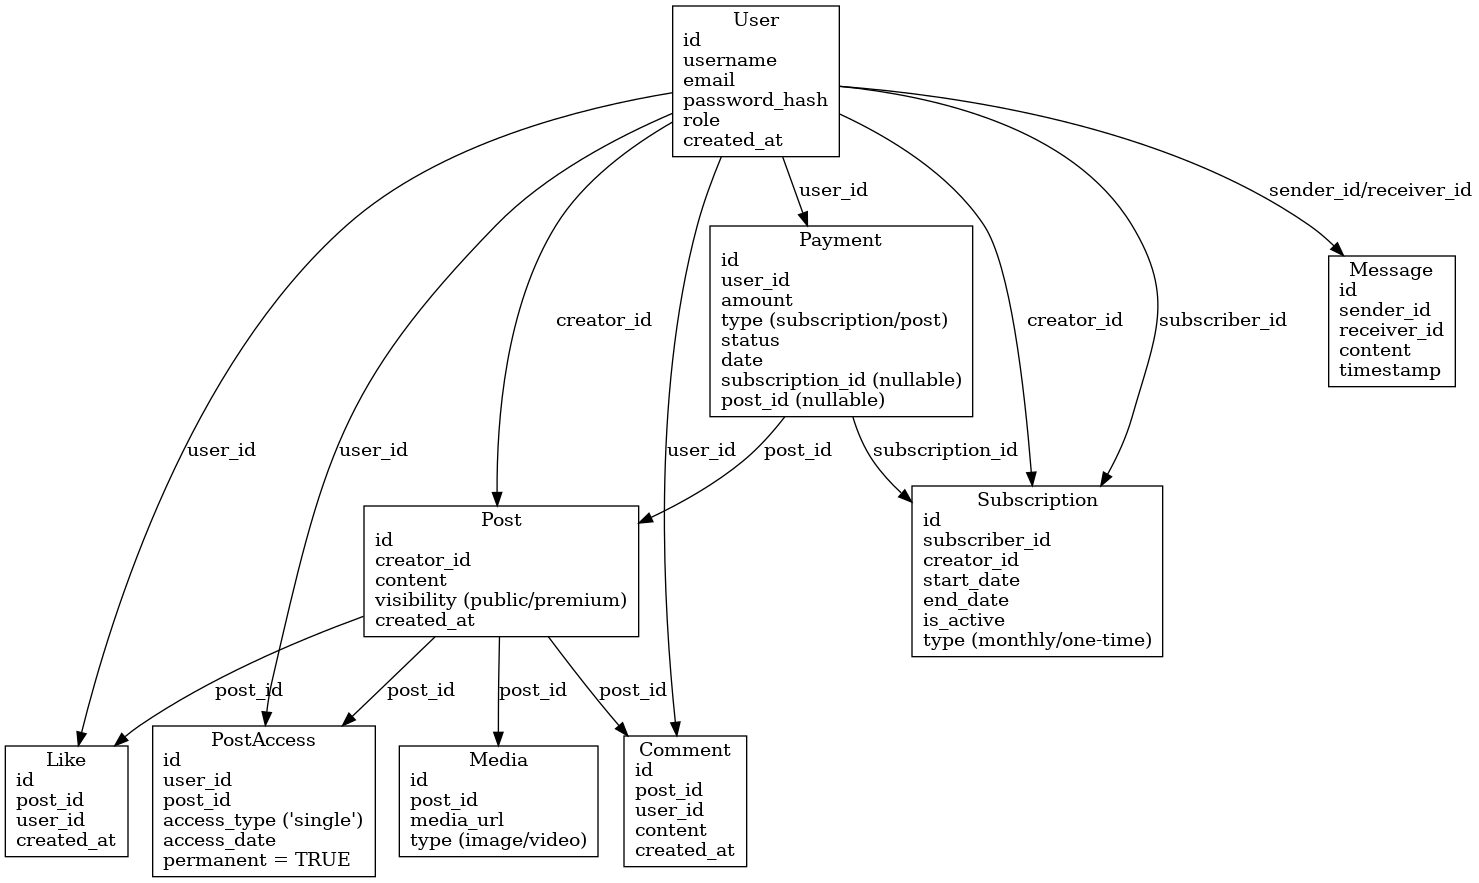 User
id
username
email
password_hash
role
created_at
user_id
sender_id/receiver_id
Payment
id
user_id
amount
type (subscription/post)
status
date
subscription_id (nullable)
post_id (nullable)
Message
id
sender_id
receiver_id
content
timestamp
creator_id
creator_id
subscriber_id
user_id
user_id
user_id
post_id
subscription_id
Post
id
creator_id
content
visibility (public/premium)
created_at
Subscription
id
subscriber_id
creator_id
start_date
end_date
is_active
type (monthly/one-time)
post_id
post_id
post_id
post_id
Like
id
post_id
user_id
created_at
PostAccess
id
user_id
post_id
access_type ('single')
access_date
permanent = TRUE
Media
id
post_id
media_url
type (image/video)
Comment
id
post_id
user_id
content
created_at